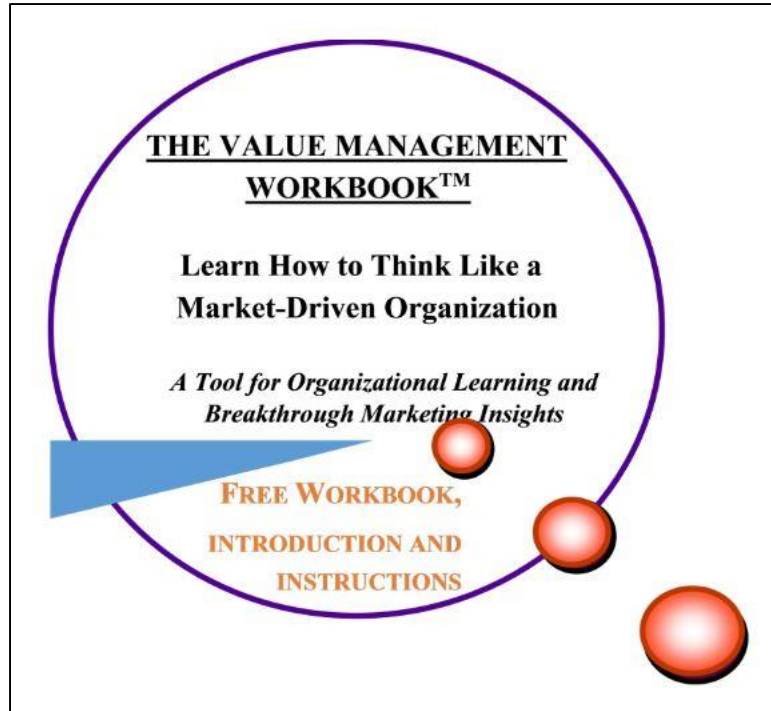 THE VALUE MANAGEMENT
WORKBOOK™
Learn How to Think Like a
Market-Driven Organization
A Tool for Organizational Learning and
Breakthrough Marketing Insights
FREE WORKBOOK,
INTRODUCTION AND
INSTRUCTIONS